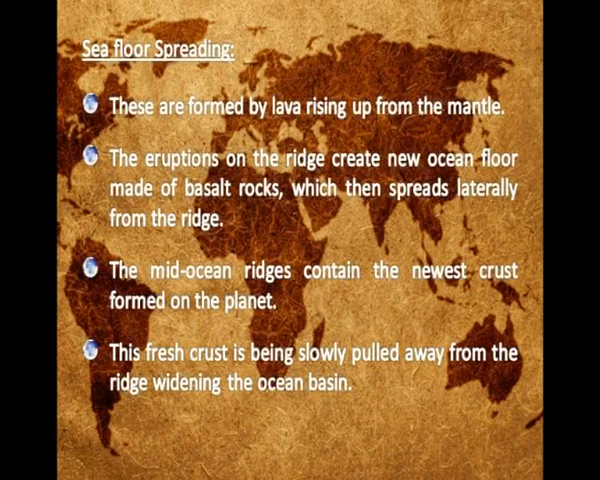 Sea floor Spreading:
These are formed by lava rising up from the mantle.
The eruptions on the ridge create new ocean floor
made of basalt rocks, which then spreads laterally
from the ridge.
The mid-ocean ridges contain the newest crust
formed on the planet.
This fresh crust is being slowly pulled away from the
ridge widening the ocean basin.